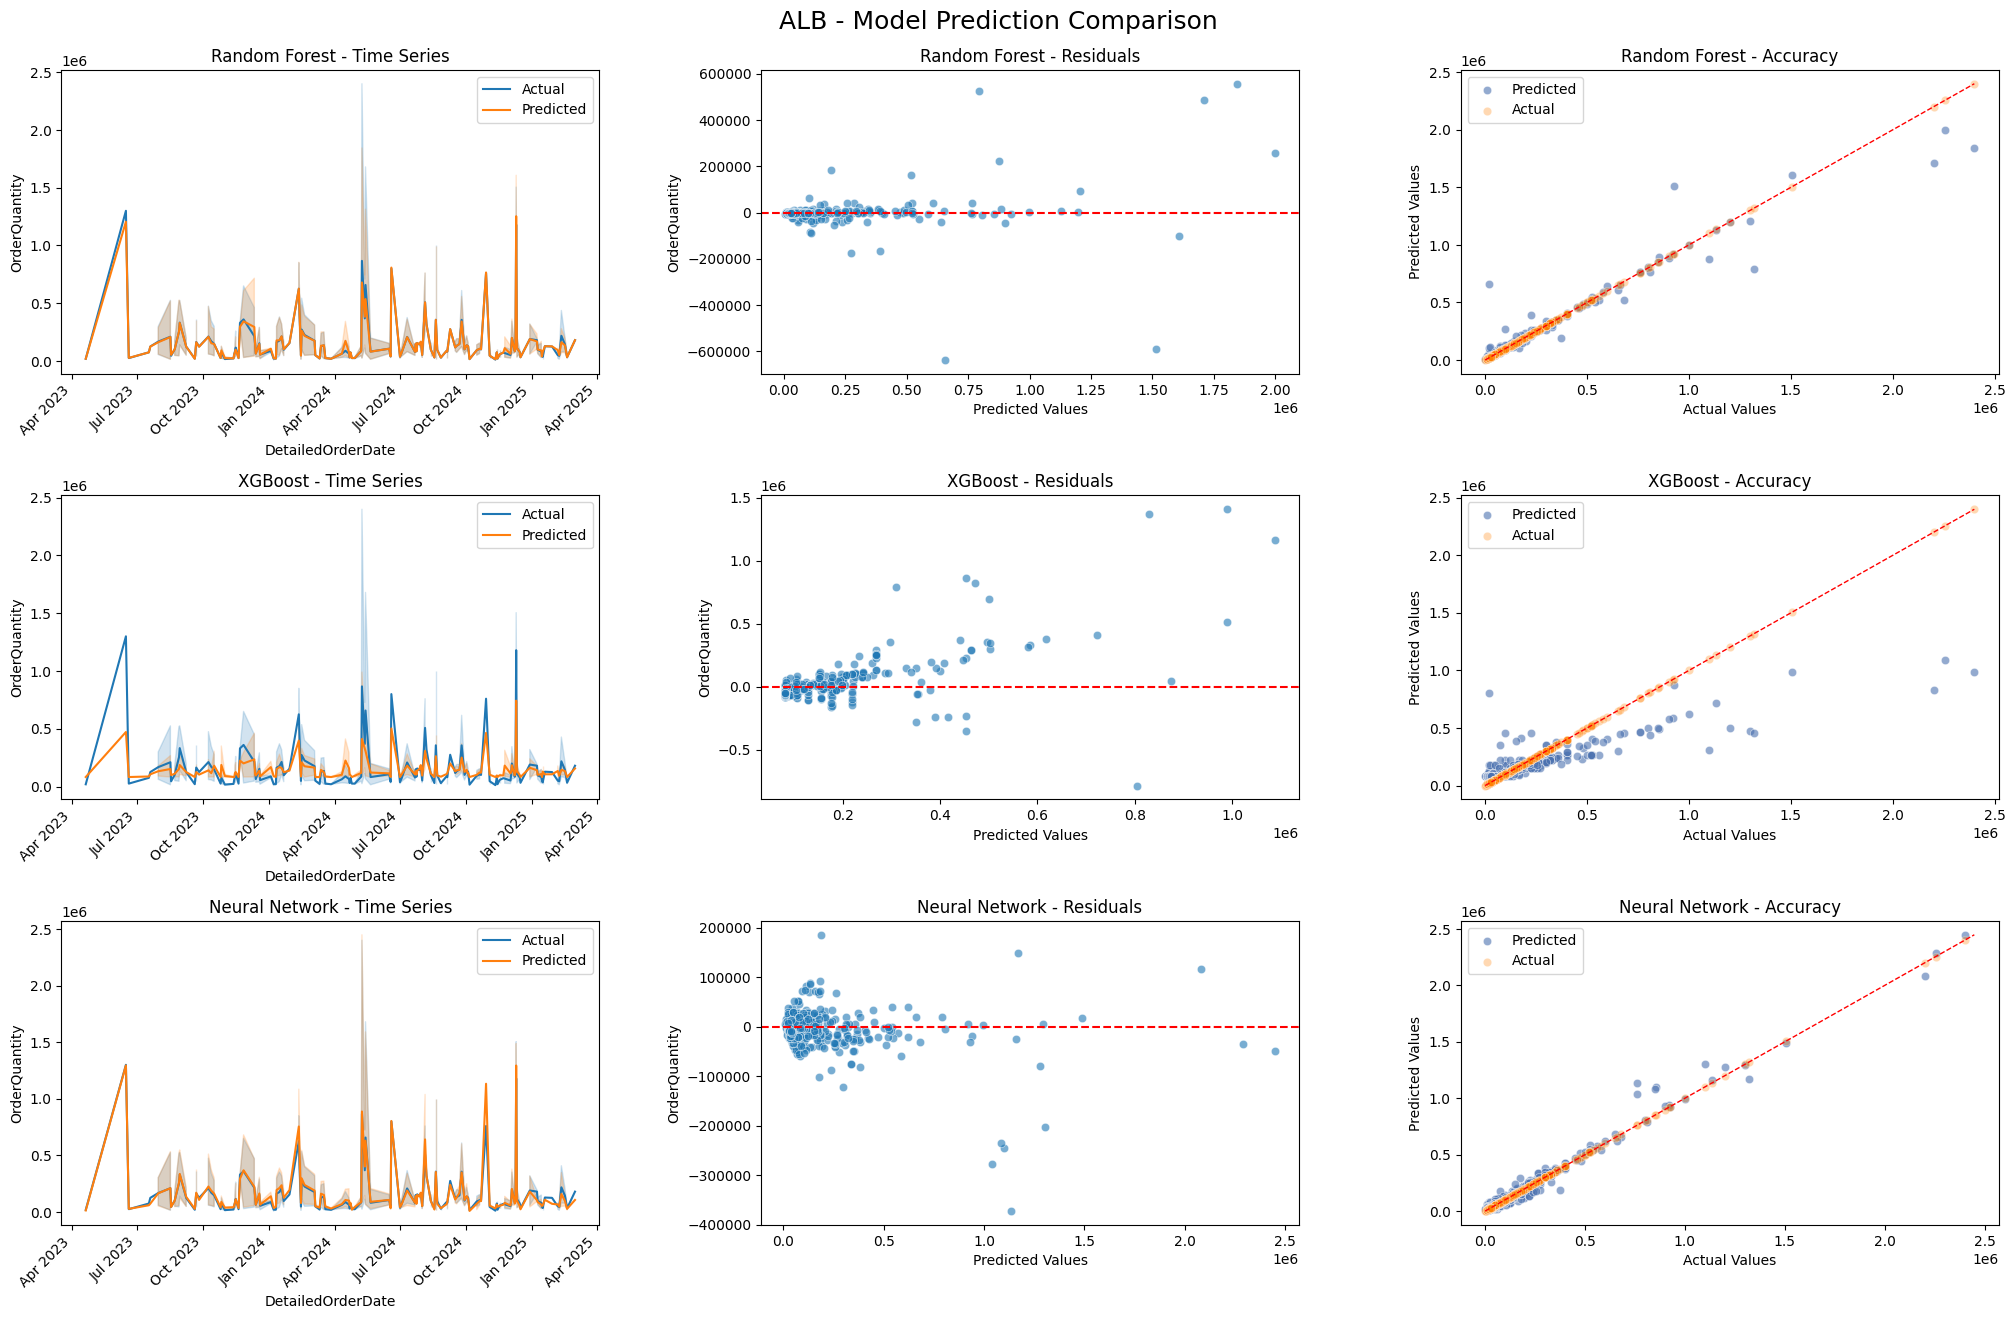 ALB - Model Prediction Comparison
Random Forest - Time Series
1e6
2.5
2.0
1.5
1.0
0.5
0.0
OrderQuantity
Actual
Predicted
Apr 2023
Jul 2023
Oct 2023
Jan 2024
Apr 2024
Jul 2024
Oct 2024
Jan 2025
Apr 2025
DetailedOrderDate
Random Forest - Residuals
600000
400000
200000
0
−200000
−400000
−600000
OrderQuantity
0.00
0.25
0.50
0.75
1.00
1.25
1.50
1.75
2.00
1e6
Predicted Values
Random Forest - Accuracy
1e6
2.5
2.0
1.5
1.0
0.5
0.0
Predicted Values
Predicted
Actual
0.0
0.5
1.0
1.5
2.0
2.5
1e6
Actual Values
XGBoost - Time Series
1e6
2.5
2.0
1.5
1.0
0.5
0.0
OrderQuantity
Actual
Predicted
Apr 2023
Jul 2023
Oct 2023
Jan 2024
Apr 2024
Jul 2024
Oct 2024
Jan 2025
Apr 2025
DetailedOrderDate
XGBoost - Residuals
1e6
1.5
1.0
0.5
0.0
−0.5
OrderQuantity
0.2
0.4
0.6
0.8
1.0
1e6
Predicted Values
XGBoost - Accuracy
1e6
2.5
2.0
1.5
1.0
0.5
0.0
Predicted Values
Predicted
Actual
0.0
0.5
1.0
1.5
2.0
2.5
1e6
Actual Values
Neural Network - Time Series
1e6
2.5
2.0
1.5
1.0
0.5
0.0
OrderQuantity
Actual
Predicted
Apr 2023
Jul 2023
Oct 2023
Jan 2024
Apr 2024
Jul 2024
Oct 2024
Jan 2025
Apr 2025
DetailedOrderDate
Neural Network - Residuals
200000
100000
0
−100000
−200000
−300000
−400000
OrderQuantity
0.0
0.5
1.0
1.5
2.0
2.5
1e6
Predicted Values
Neural Network - Accuracy
1e6
2.5
2.0
1.5
1.0
0.5
0.0
Predicted Values
Predicted
Actual
0.0
0.5
1.0
1.5
2.0
2.5
1e6
Actual Values